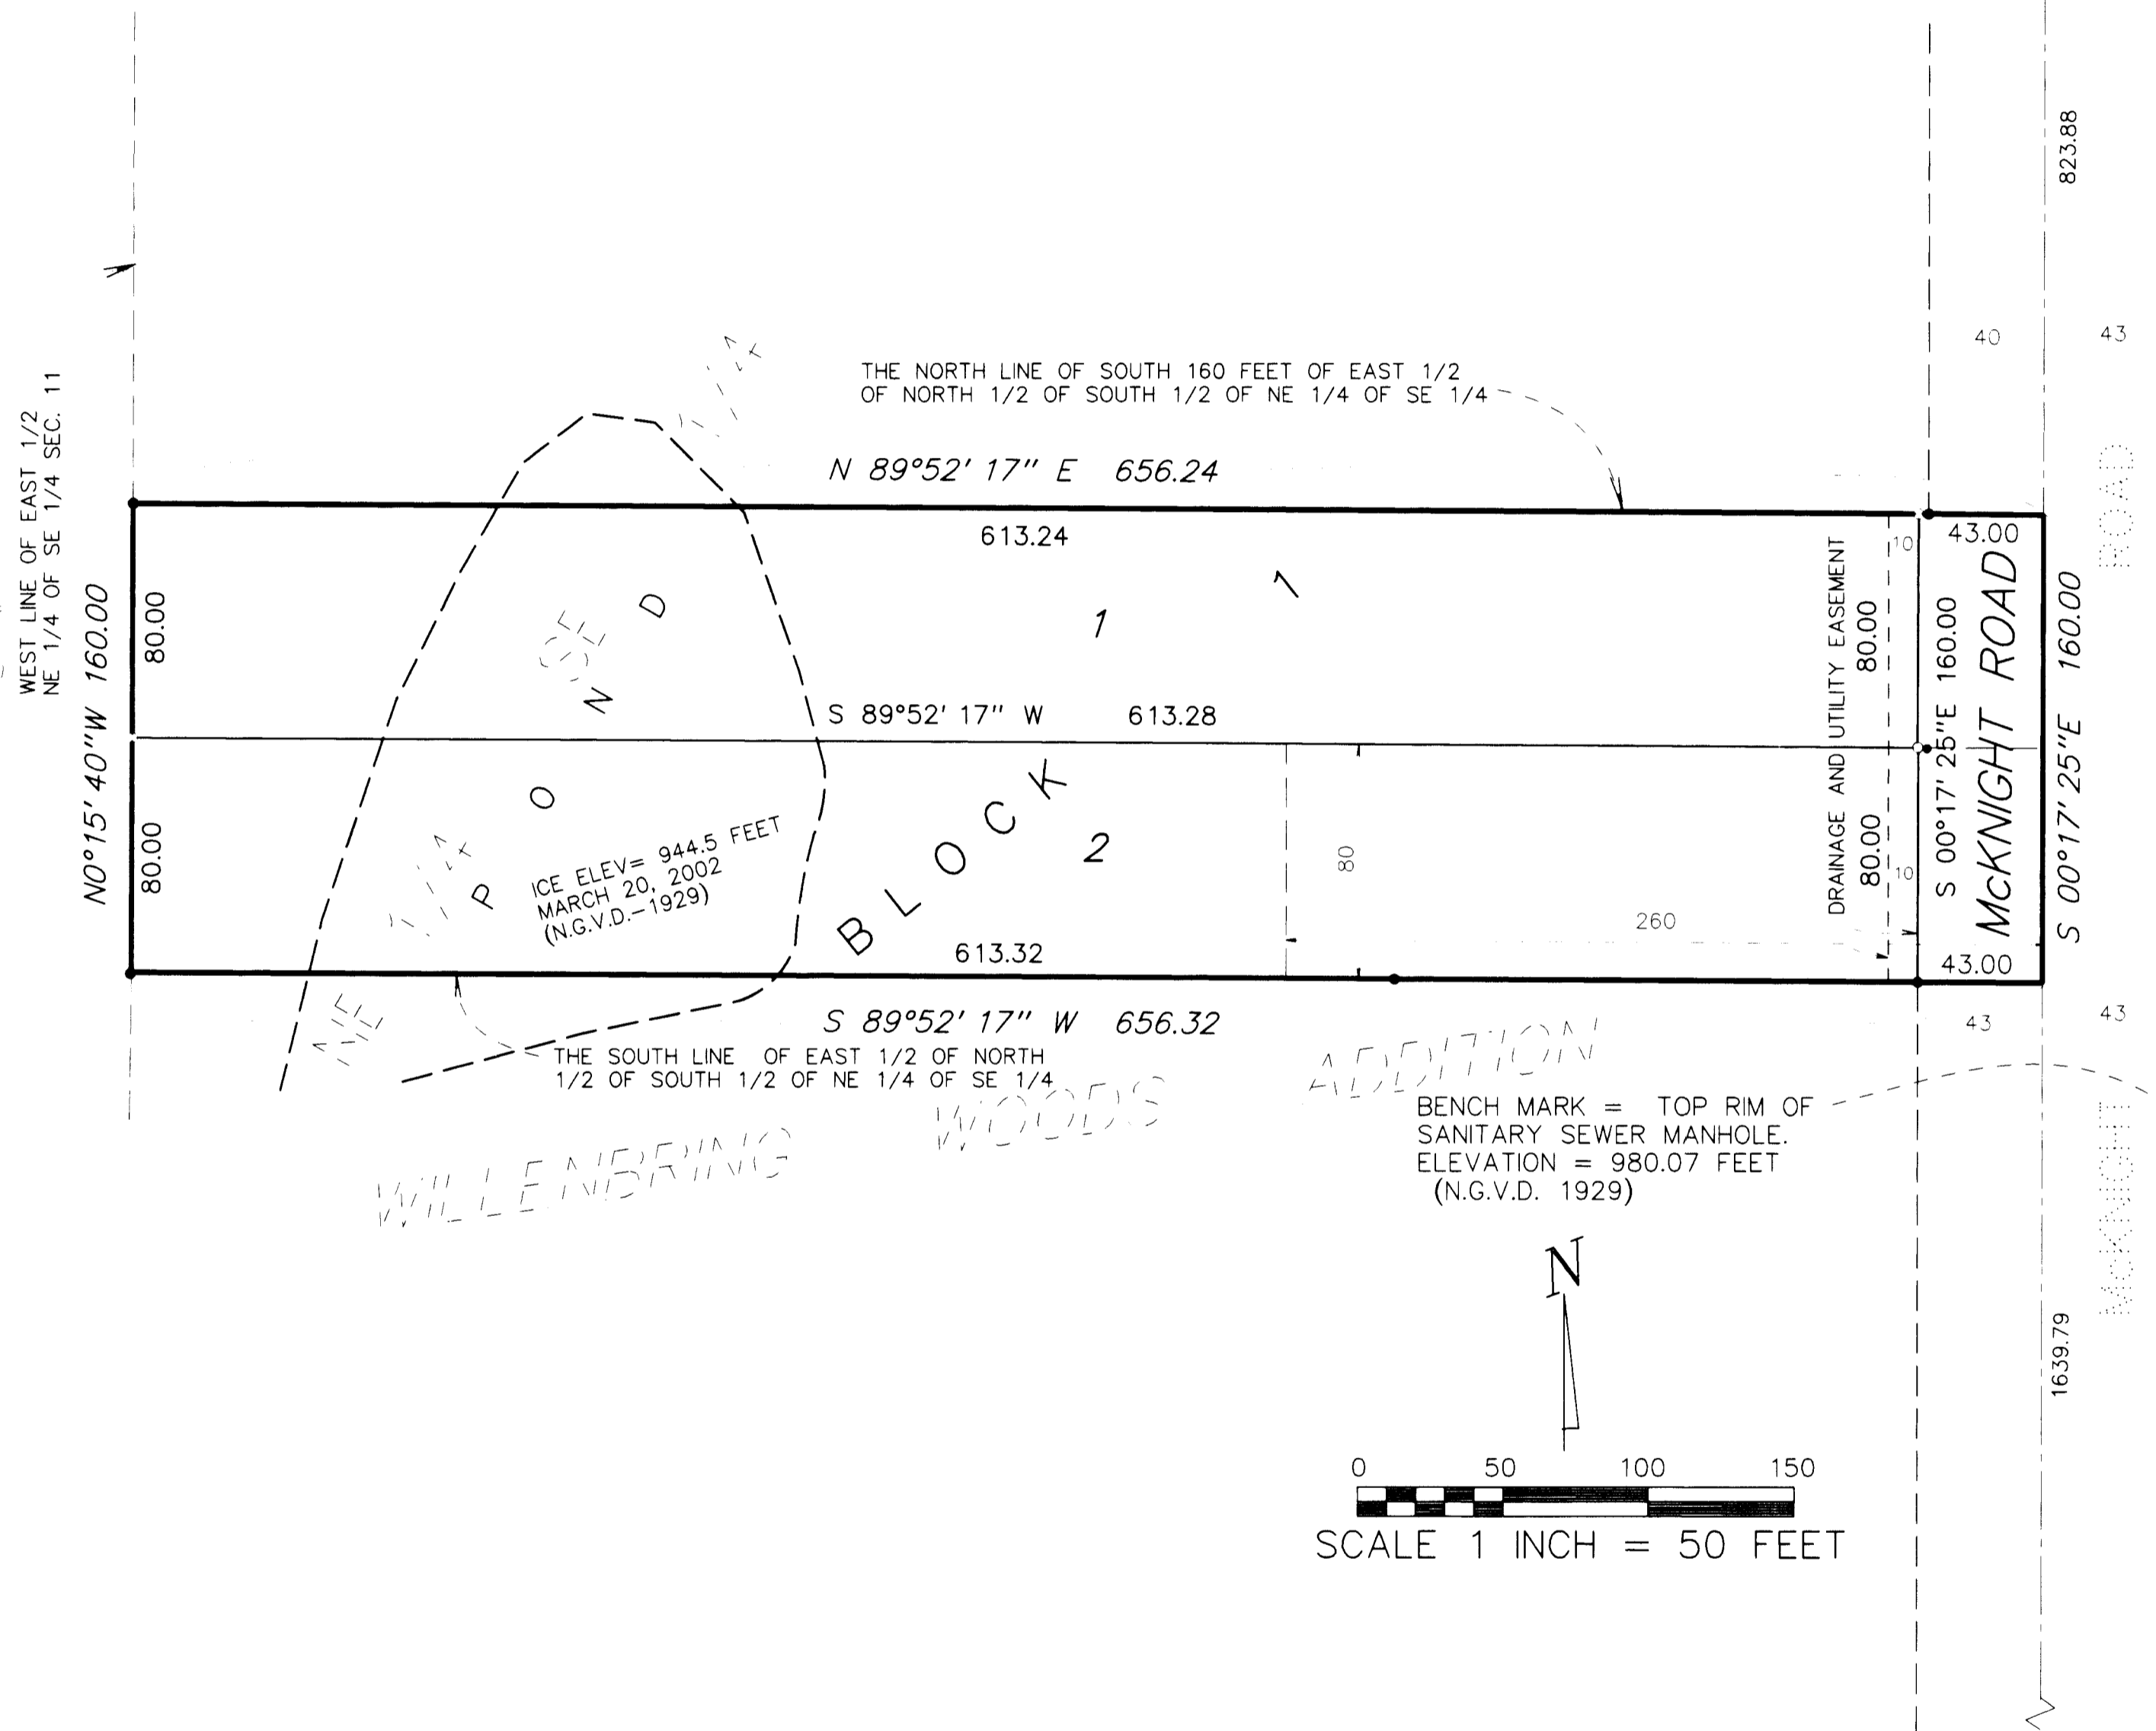 823.88
40
43
WEST LINE OF EAST 1/2
NE 1/4 OF SE 1/4 SEC. 11
THE NORTH LINE OF SOUTH 160 FEET OF EAST 1/2
OF NORTH 1/2 OF SOUTH 1/2 OF NE 1/4 OF SE 1/4
ROAD
N 89°52' 17" E 656.24
613.24
10
43.00
N0°15' 40"W 160.00
80.00
P O N D
1
1
DRAINAGE AND UTILITY EASEMENT
80.00
S 00°17' 25"E 160.00
McKNIGHT ROAD
S 00°17' 25"E 160.00
S 89°52' 17" W 613.28
80.00
ICE ELEV= 944.5 FEET
MARCH 20, 2002
(N.G.V.D.-1929)
BLOCK
2
80
80.00
10
260
613.32
43.00
S 89°52' 17" W 656.32
43
43
THE SOUTH LINE OF EAST 1/2 OF NORTH
1/2 OF SOUTH 1/2 OF NE 1/4 OF SE 1/4
WILLENBRING WOODS ADDITION
BENCH MARK = TOP RIM OF
SANITARY SEWER MANHOLE.
ELEVATION = 980.07 FEET
(N.G.V.D. 1929)
McKNIGHT
N
1639.79
0 50 100 150
SCALE 1 INCH = 50 FEET